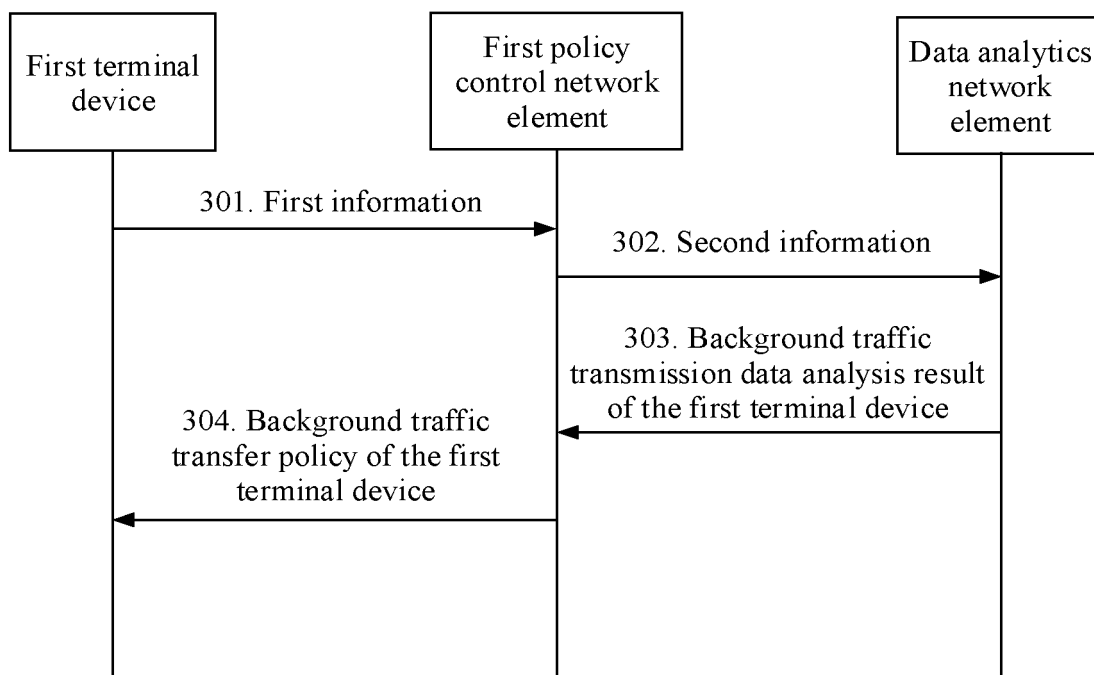 First terminal
device
First policy
control network
element
Data analytics
network
element
301. First information
302. Second information
303. Background traffic
transmission data analysis result
of the first terminal device
304. Background traffic
transfer policy of the first
terminal device